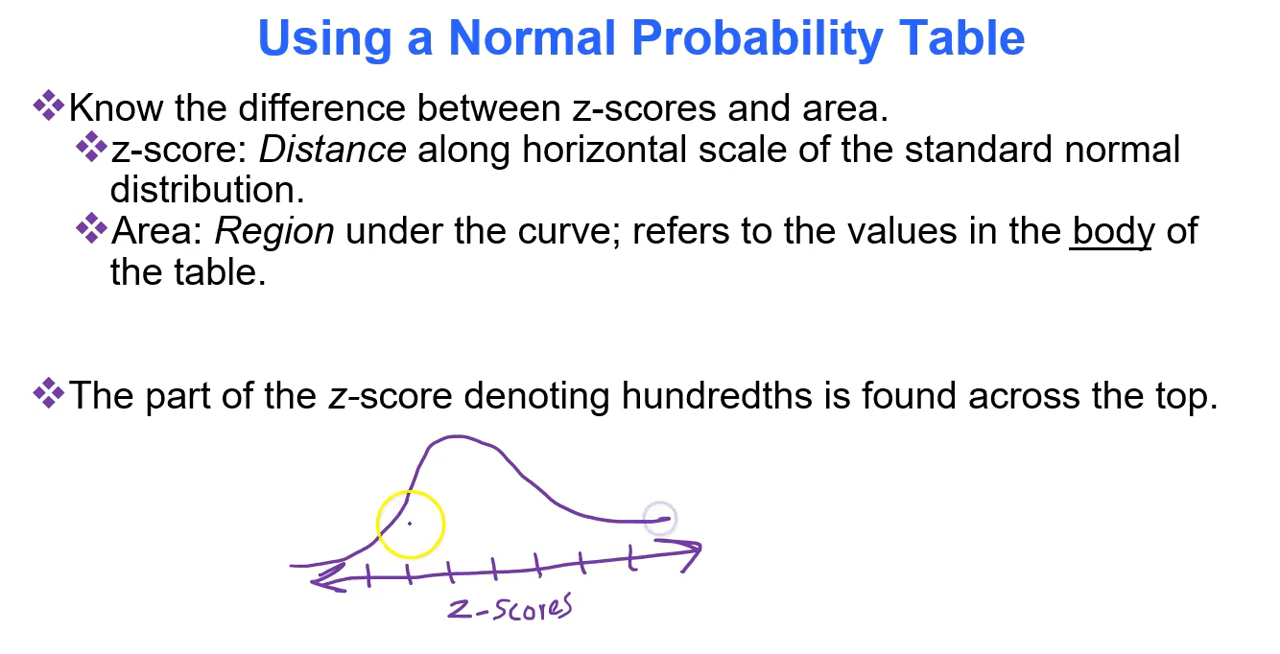 Using a Normal Probability Table
❖Know the difference between z-scores and area.
❖z-score: Distance along horizontal scale of the standard normal
distribution.
❖Area: Region under the curve; refers to the values in the body of
the table.
❖The part of the z-score denoting hundredths is found across the top.
z-scores